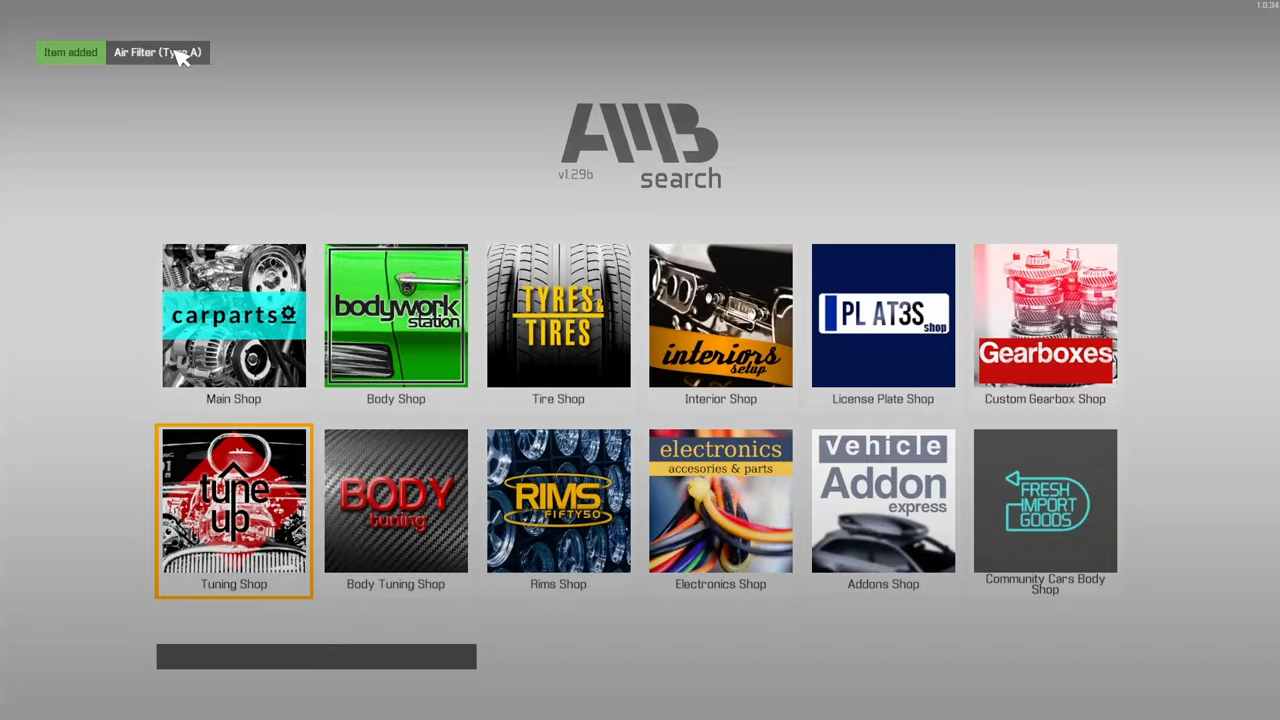 1.0.34
Item added Air Filter (Type A)
AMB
v1.29b search
carparts
Main Shop
bodywork
station
Body Shop
TYRES &
TIRES
Tire Shop
interiors
setup
Interior Shop
PL AT3S
shop
License Plate Shop
Gearboxes
Custom Gearbox Shop
tune
up
Tuning Shop
BODY
tuning
Body Tuning Shop
RIMS
FIFTY50
Rims Shop
electronics
accesories & parts
Electronics Shop
vehicle
Addon
express
Addons Shop
FRESH
IMPORT
GOODS
Community Cars Body
Shop